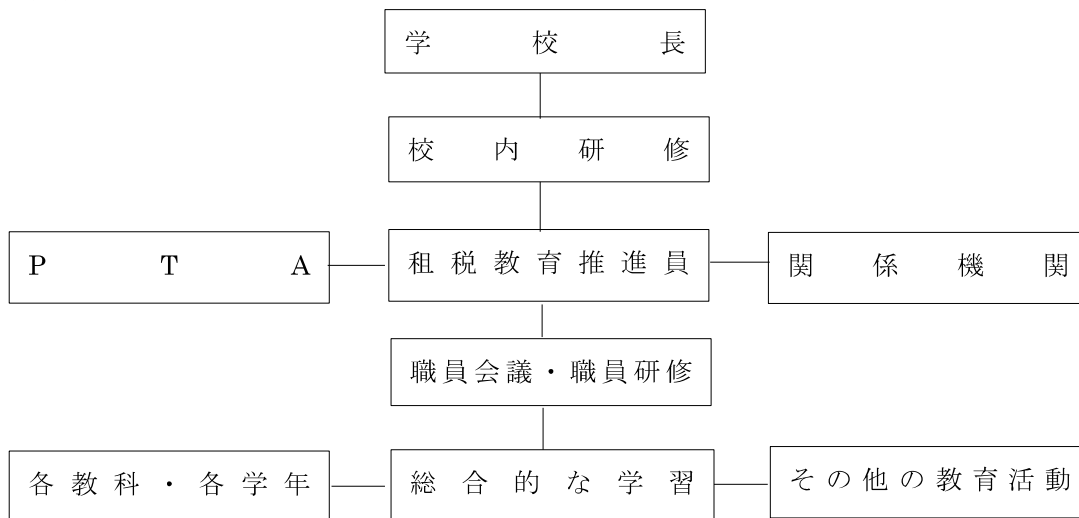 学校長
校内研修
PTA
租税教育推進員
関係機関
職員会議・職員研修
各教科・各学年
総合的な学習
その他の教育活動